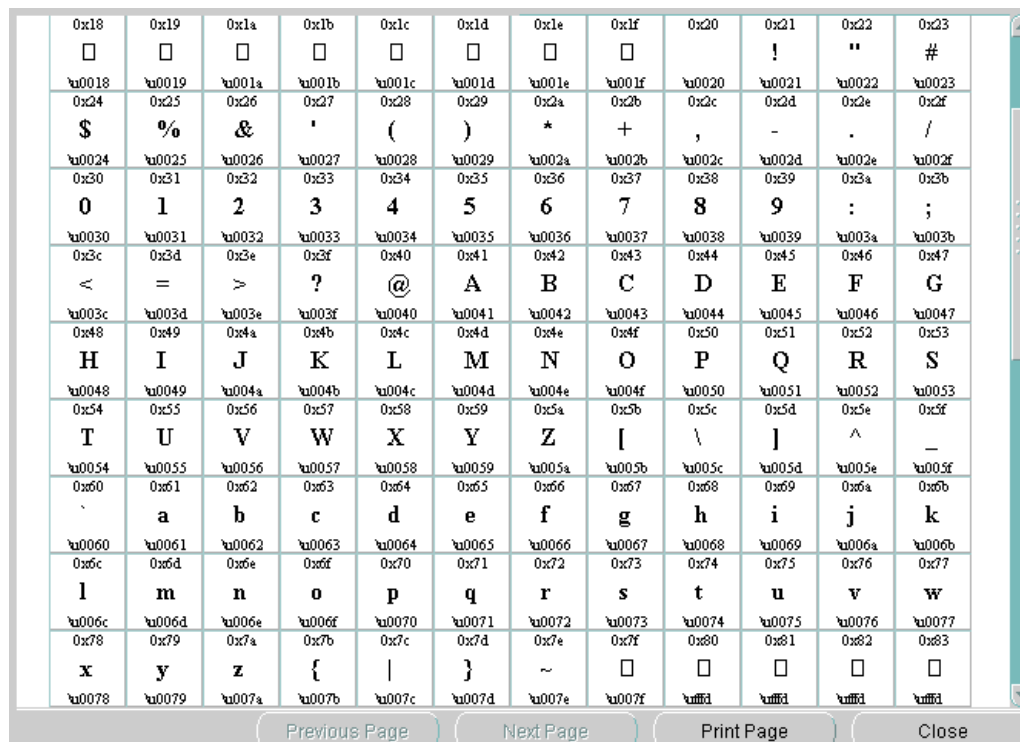 0x18 0x19 0x1a 0x1b 0x1c 0x1d 0x1e 0x1f 0x20 0x21 0x22 0x23
□ □ □ □ □ □ □ □ ! " #
\u0018 \u0019 \u001a \u001b \u001c \u001d \u001e \u001f \u0020 \u0021 \u0022 \u0023
0x24 0x25 0x26 0x27 0x28 0x29 0x2a 0x2b 0x2c 0x2d 0x2e 0x2f
$ % & ' ( ) * + , - . /
\u0024 \u0025 \u0026 \u0027 \u0028 \u0029 \u002a \u002b \u002c \u002d \u002e \u002f
0x30 0x31 0x32 0x33 0x34 0x35 0x36 0x37 0x38 0x39 0x3a 0x3b
0 1 2 3 4 5 6 7 8 9 : ;
\u0030 \u0031 \u0032 \u0033 \u0034 \u0035 \u0036 \u0037 \u0038 \u0039 \u003a \u003b
0x3c 0x3d 0x3e 0x3f 0x40 0x41 0x42 0x43 0x44 0x45 0x46 0x47
< = > ? @ A B C D E F G
\u003c \u003d \u003e \u003f \u0040 \u0041 \u0042 \u0043 \u0044 \u0045 \u0046 \u0047
0x48 0x49 0x4a 0x4b 0x4c 0x4d 0x4e 0x4f 0x50 0x51 0x52 0x53
H I J K L M N O P Q R S
\u0048 \u0049 \u004a \u004b \u004c \u004d \u004e \u004f \u0050 \u0051 \u0052 \u0053
0x54 0x55 0x56 0x57 0x58 0x59 0x5a 0x5b 0x5c 0x5d 0x5e 0x5f
T U V W X Y Z [ \ ] ^ _
\u0054 \u0055 \u0056 \u0057 \u0058 \u0059 \u005a \u005b \u005c \u005d \u005e \u005f
0x60 0x61 0x62 0x63 0x64 0x65 0x66 0x67 0x68 0x69 0x6a 0x6b
` a b c d e f g h i j k
\u0060 \u0061 \u0062 \u0063 \u0064 \u0065 \u0066 \u0067 \u0068 \u0069 \u006a \u006b
0x6c 0x6d 0x6e 0x6f 0x70 0x71 0x72 0x73 0x74 0x75 0x76 0x77
l m n o p q r s t u v w
\u006c \u006d \u006e \u006f \u0070 \u0071 \u0072 \u0073 \u0074 \u0075 \u0076 \u0077
0x78 0x79 0x7a 0x7b 0x7c 0x7d 0x7e 0x7f 0x80 0x81 0x82 0x83
x y z { | } ~ □ □ □ □ □
\u0078 \u0079 \u007a \u007b \u007c \u007d \u007e \u007f \ufffd \ufffd \ufffd \ufffd
Previous Page Next Page Print Page Close